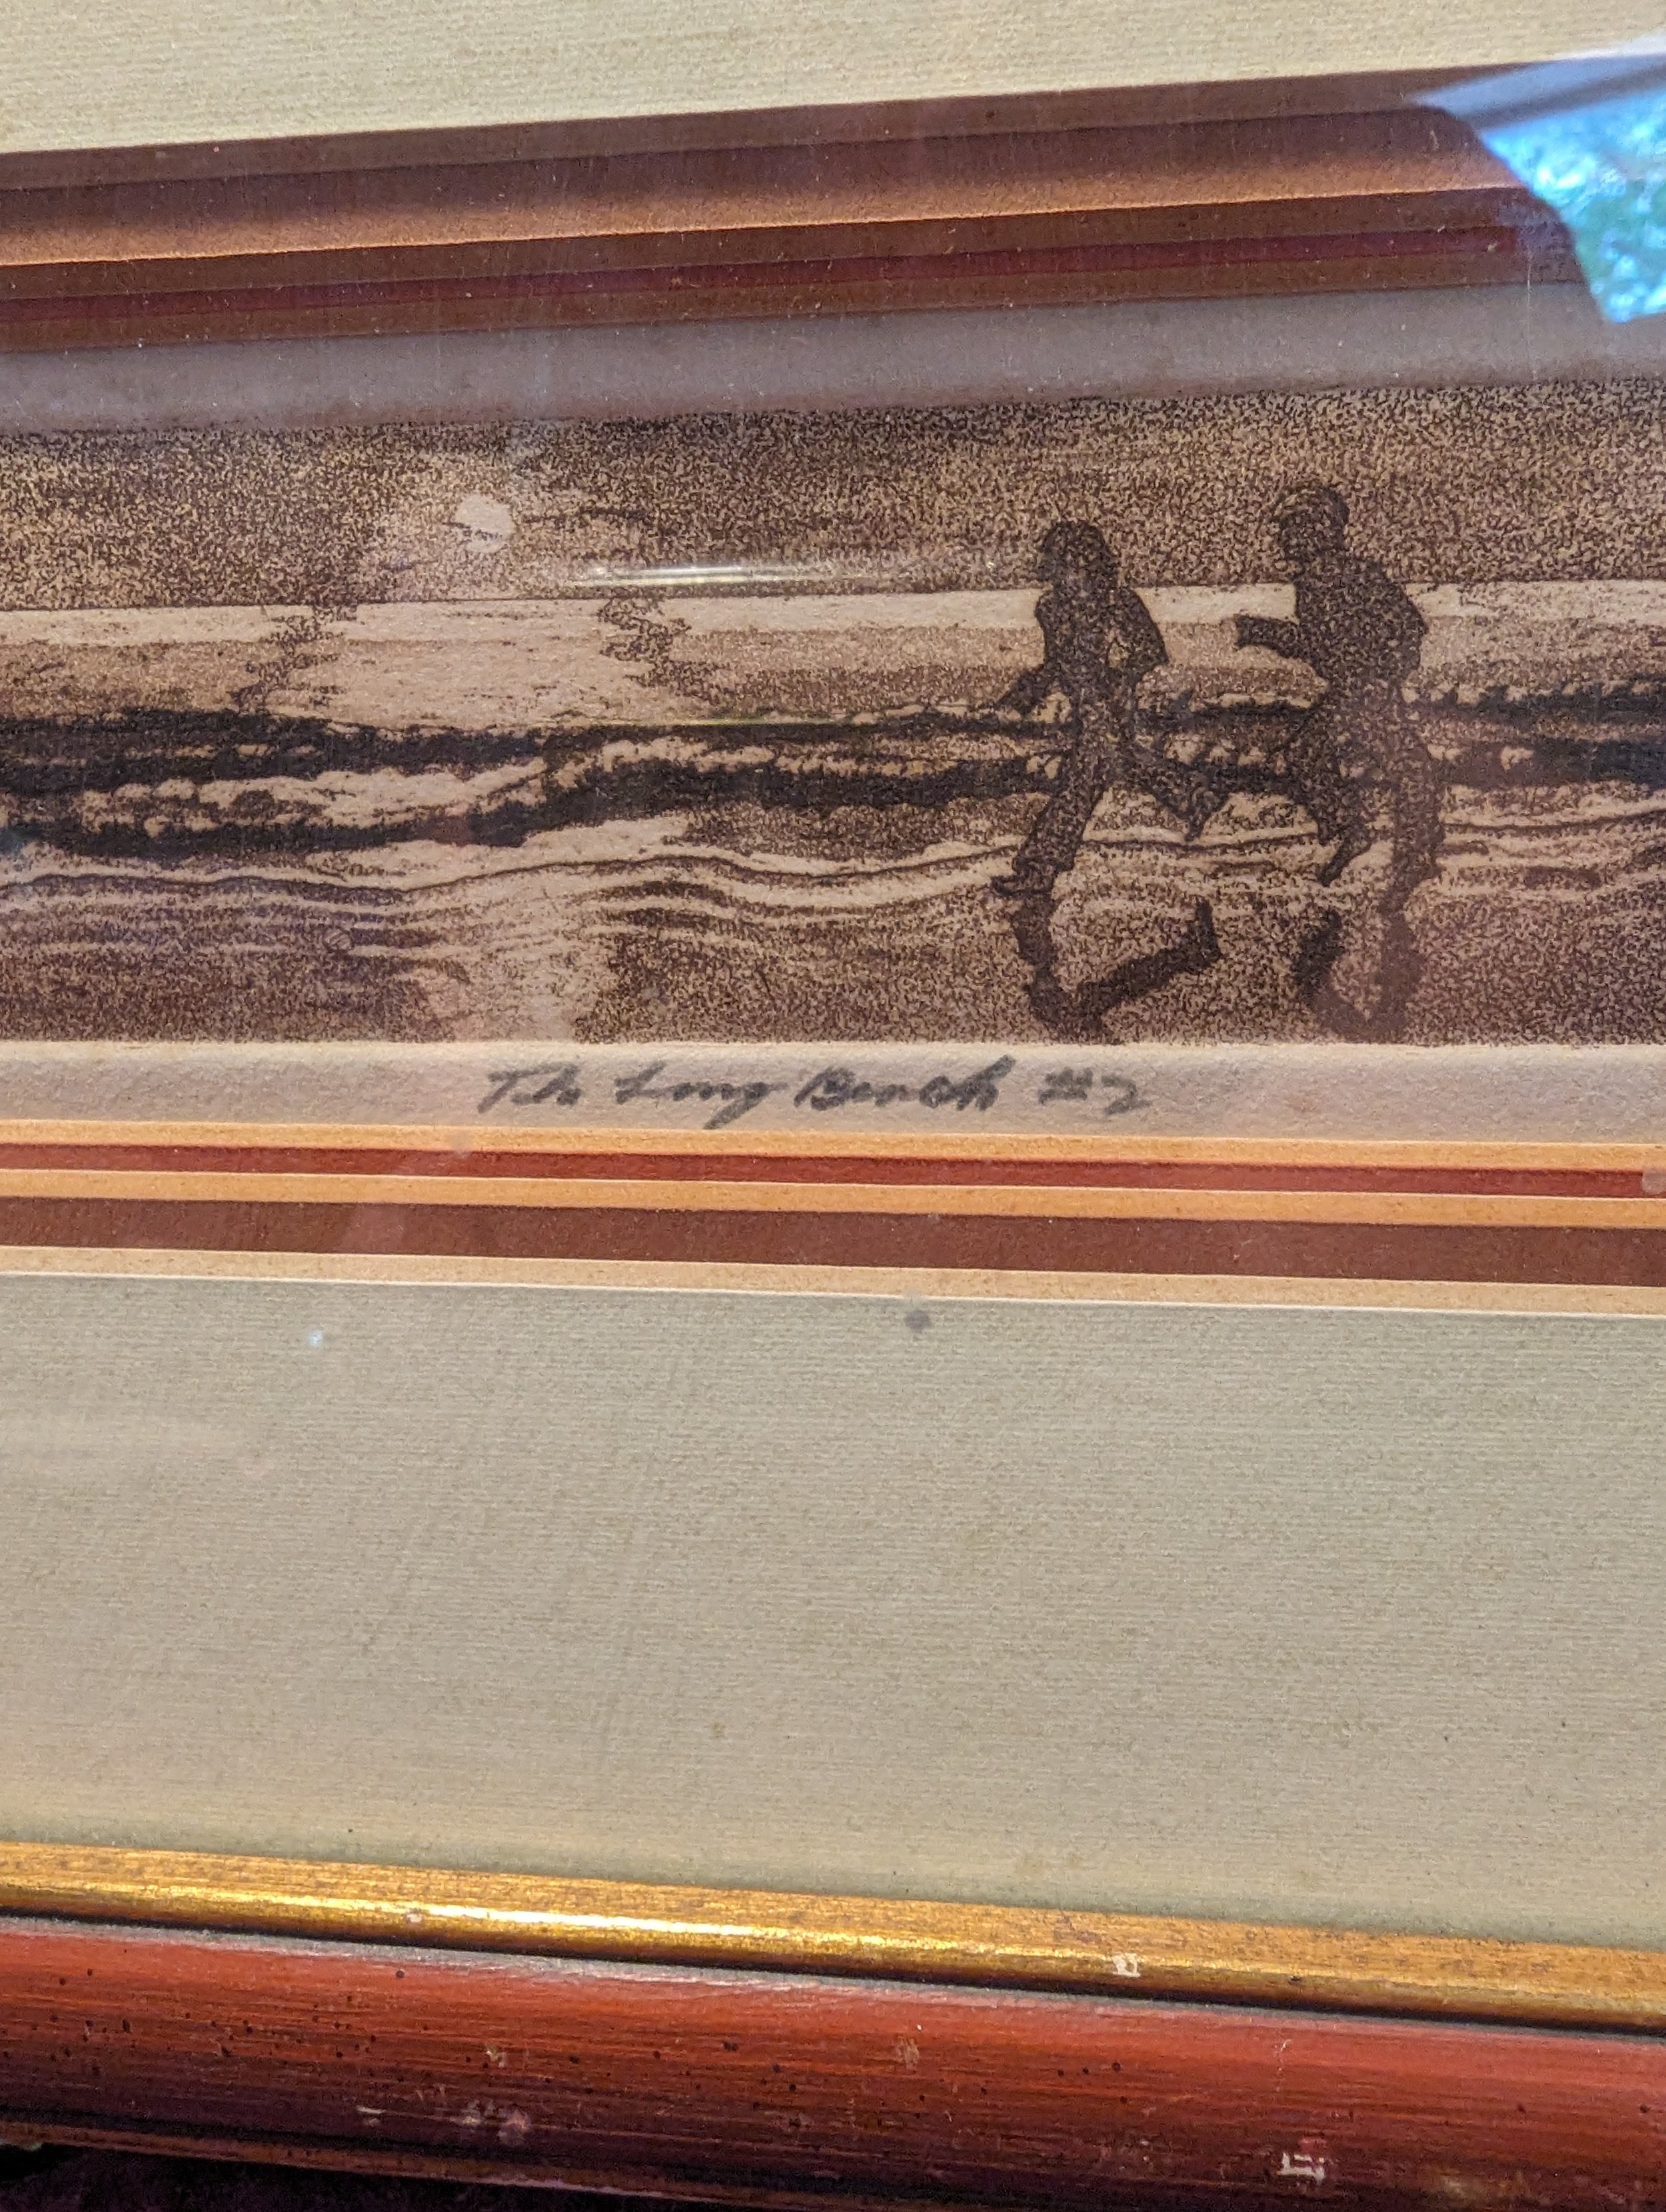 The Long Beach #2